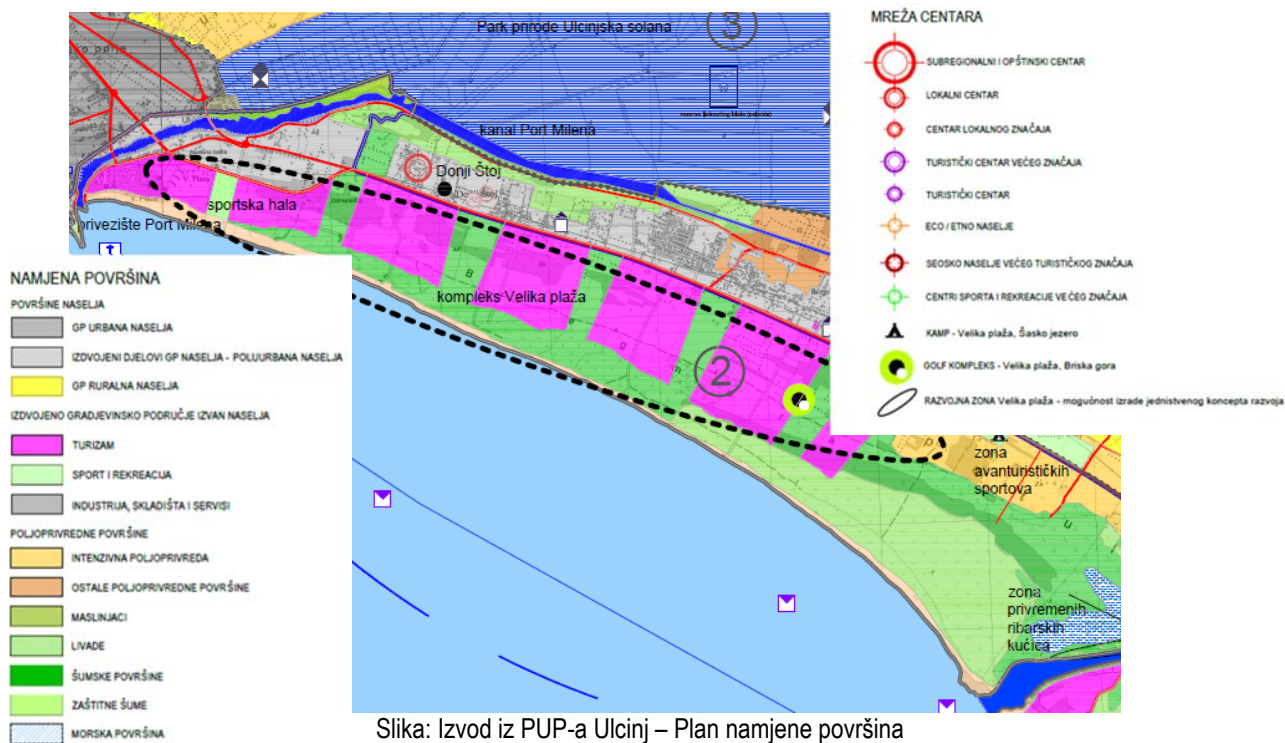 Park prirode Ulcinjska solana
3
kanal Port Milena
Donji Štoj
sportska hala
privezište Port Milena
kompleks Velika plaža
2
zona
avanturističkih
sportova
zona
privremenih
ribarskih
kućica
NAMJENA POVRŠINA
POVRŠINE NASELJA
GP URBANA NASELJA
IZDVOJENI DJELOVI GP NASELJA - POLUURBANA NASELJA
GP RURALNA NASELJA
IZDVOJENO GRADJEVINSKO PODRUČJE IZVAN NASELJA
TURIZAM
SPORT I REKREACIJA
INDUSTRIJA, SKLADIŠTA I SERVISI
POLJOPRIVREDNE POVRŠINE
INTENZIVNA POLJOPRIVREDA
OSTALE POLJOPRIVREDNE POVRŠINE
MASLINJACI
LIVADE
ŠUMSKE POVRŠINE
ZAŠTITNE ŠUME
MORSKA POVRŠINA
MREŽA CENTARA
SUBREGIONALNI I OPŠTINSKI CENTAR
LOKALNI CENTAR
CENTAR LOKALNOG ZNAČAJA
TURISTIČKI CENTAR VEĆEG ZNAČAJA
TURISTIČKI CENTAR
ECO / ETNO NASELJE
SEOSKO NASELJE VEĆEG TURISTIČKOG ZNAČAJA
CENTRI SPORTA I REKREACIJE VEĆEG ZNAČAJA
KAMP - Velika plaža, Šasko jezero
GOLF KOMPLEKS - Velika plaža, Briska gora
RAZVOJNA ZONA Velika plaža - mogućnost izrade jednistvenog koncepta razvoja
Slika: Izvod iz PUP-a Ulcinj – Plan namjene površina